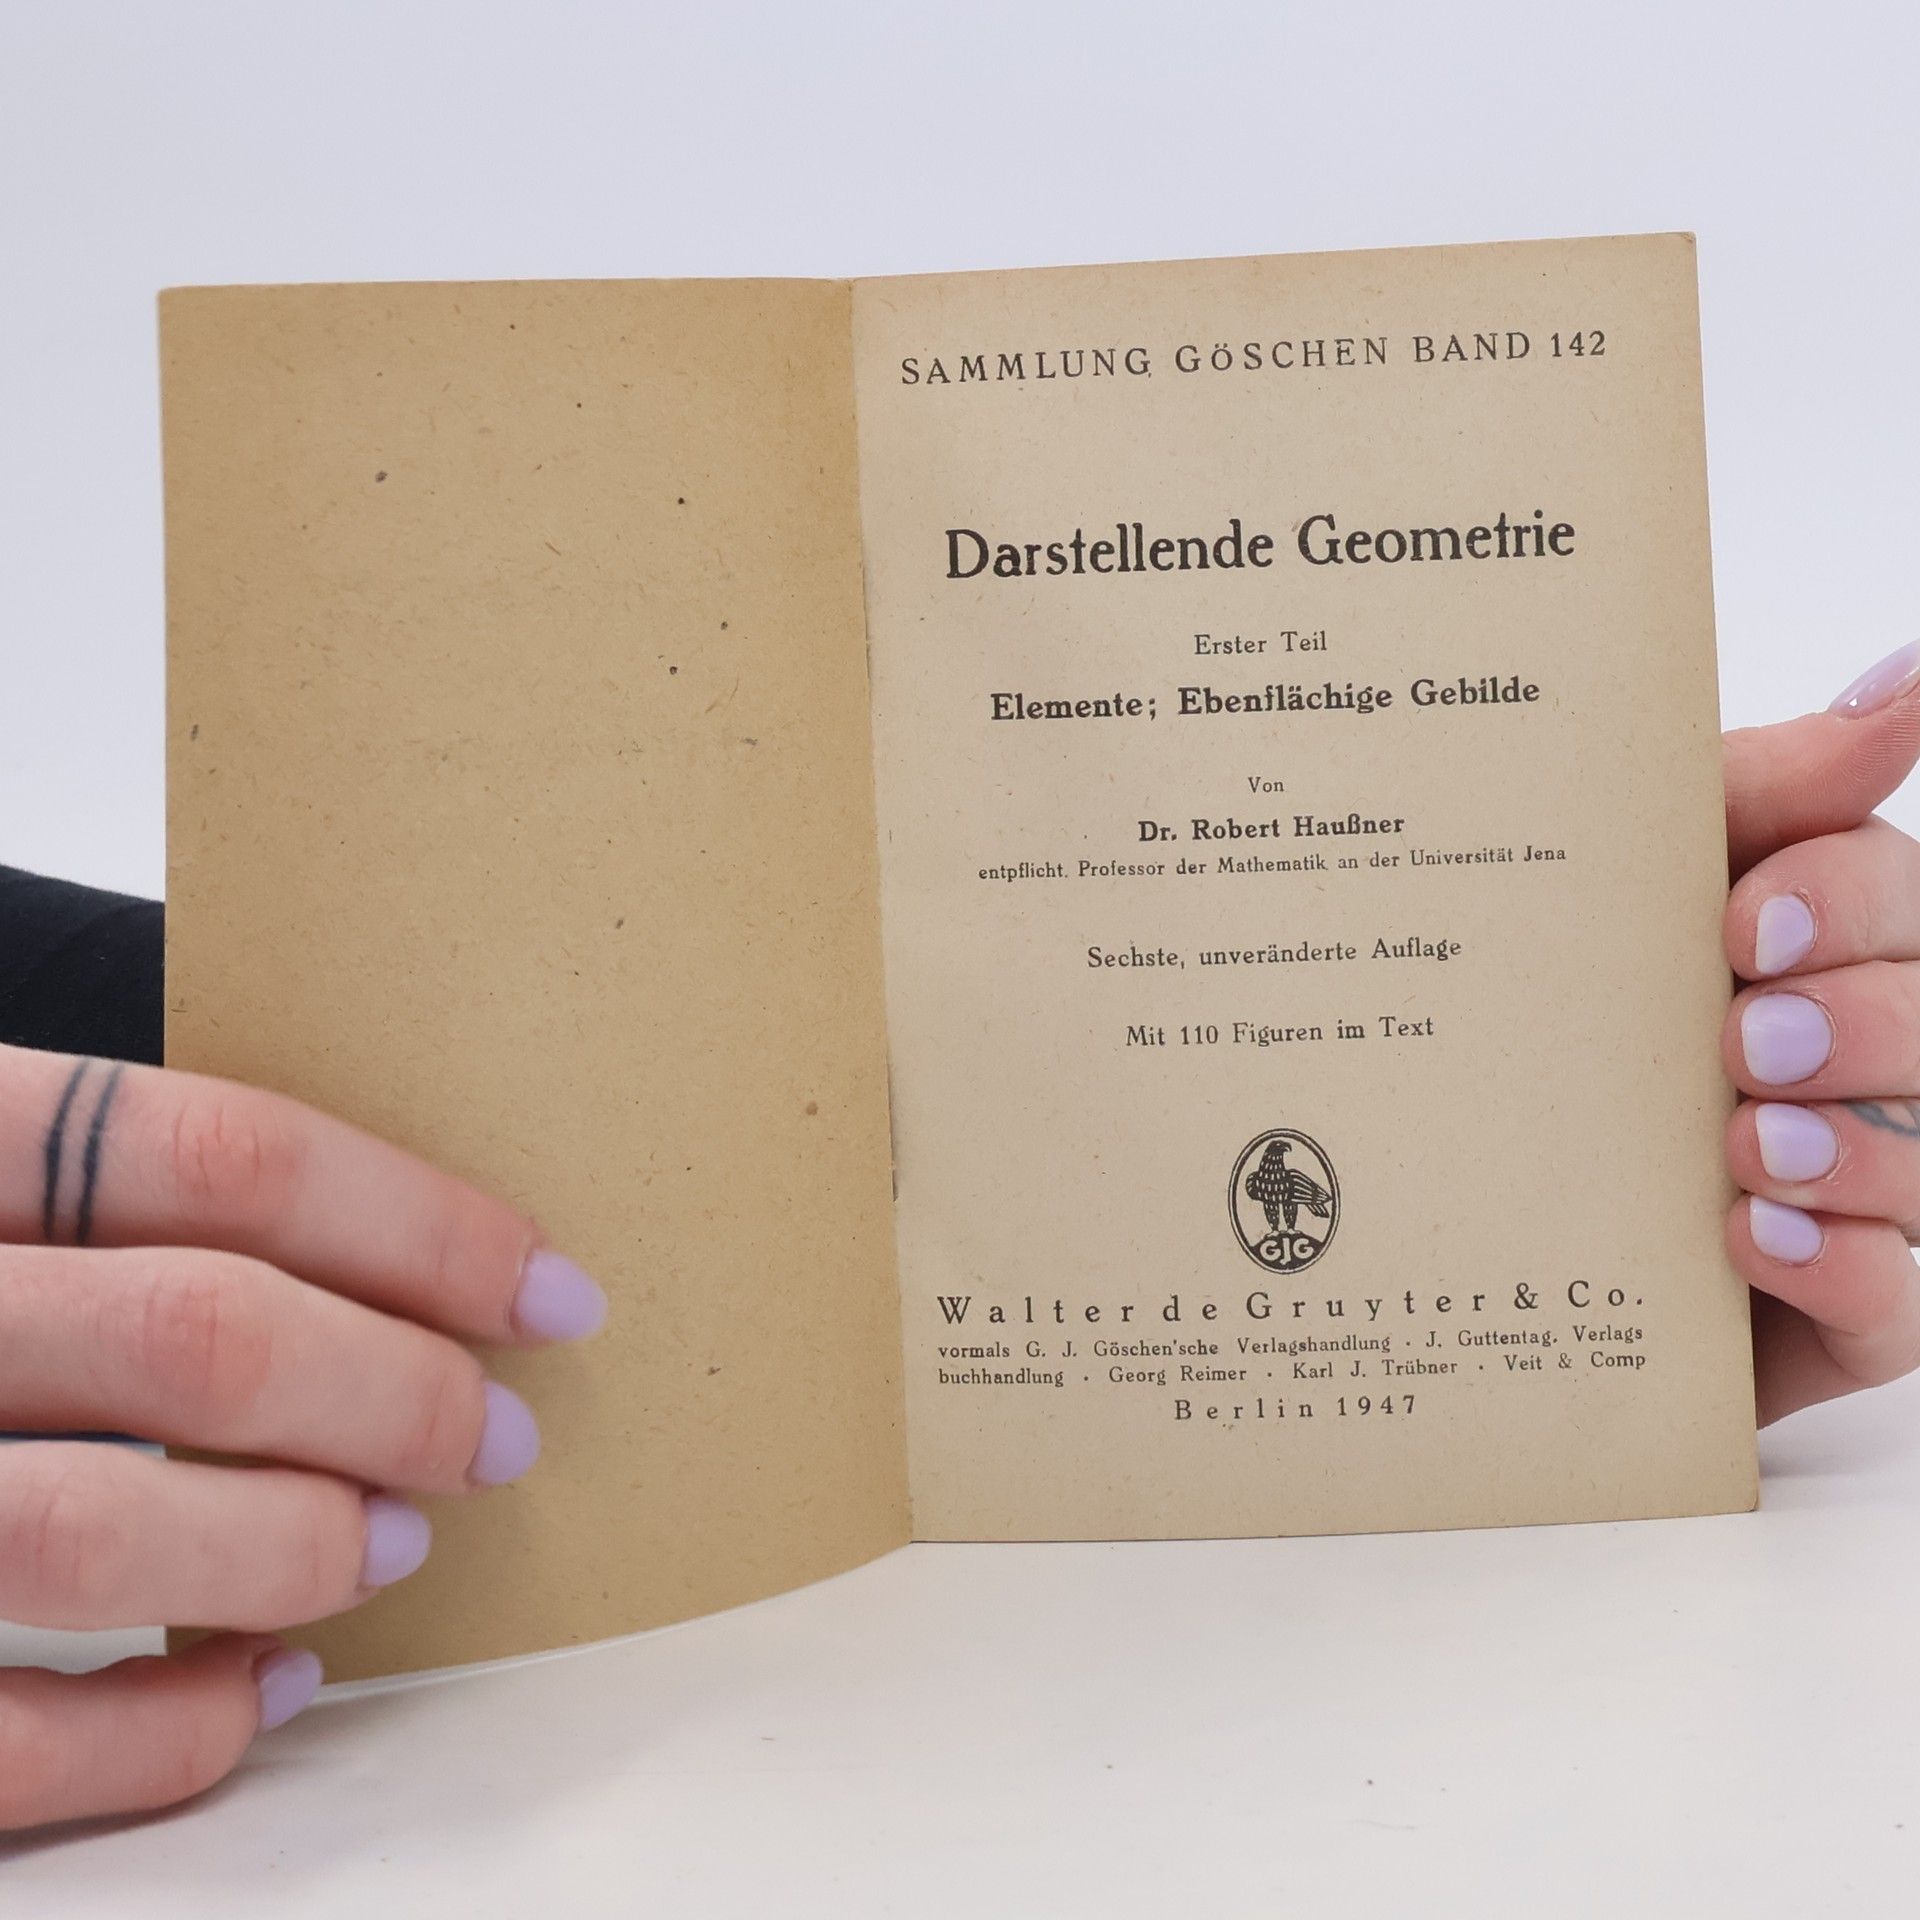 SAMMLUNG GÖSCHEN BAND 142
Darstellende Geometrie
Erster Teil
Elemente; Ebenflächige Gebilde
Von
Dr. Robert Haußner
entpflicht. Professor der Mathematik an der Universität Jena
Sechste, unveränderte Auflage
Mit 110 Figuren im Text
GJG
Walter de Gruyter & Co.
vormals G. J. Göschen'sche Verlagshandlung · J. Guttentag, Verlags
buchhandlung · Georg Reimer · Karl J. Trübner · Veit & Comp
Berlin 1947